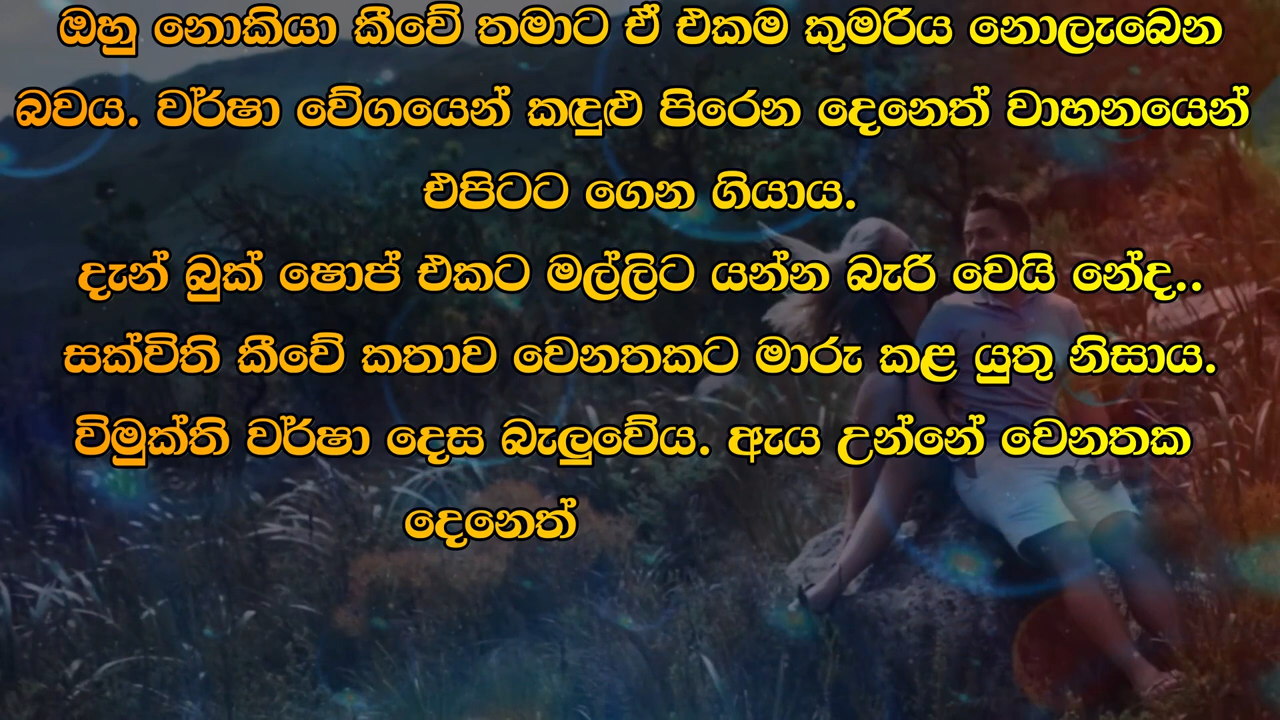 ඔහු නොකියා කීවේ තමාට ඒ එකම කුමරිය නොලැබෙන
බවය. වර්ෂා වේගයෙන් කඳුළු පිරෙන දෙනෙත් වාහනයෙන්
එපිටට ගෙන ගියාය.
දැන් බුක් ෂොප් එකට මල්ලිට යන්න බැරි වෙයි නේද..
සක්විති කීවේ කතාව වෙනතකට මාරු කළ යුතු නිසාය.
විමුක්ති වර්ෂා දෙස බැලුවේය. ඇය උන්නේ වෙනතක
දෙනෙත්